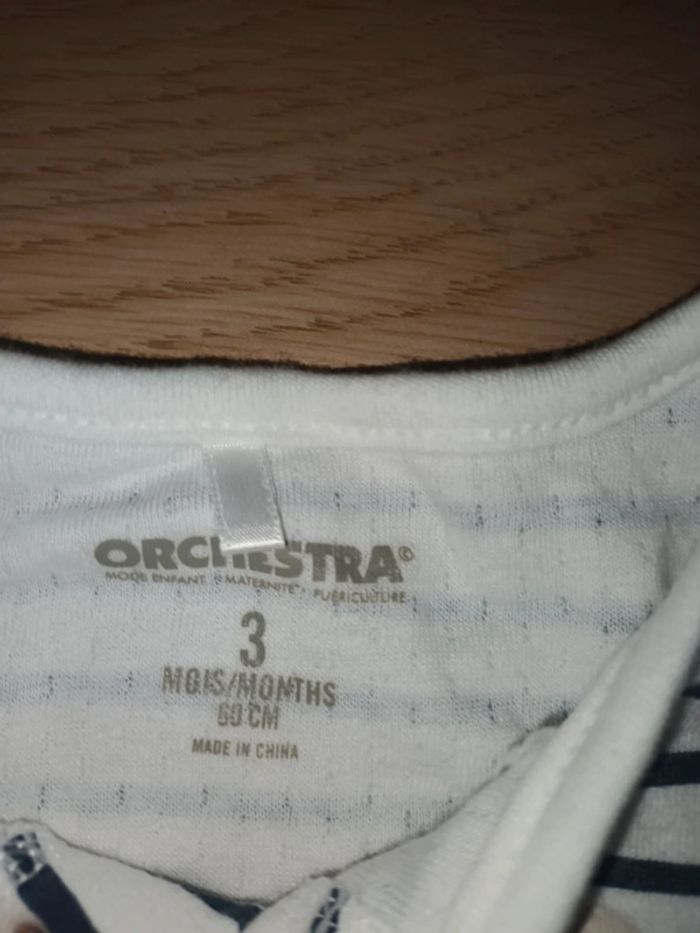 ORCHESTRA©
MODE ENFANT MATERNITÉ PUÉRICULTURE
3
MOIS/MONTHS
60 CM
MADE IN CHINA